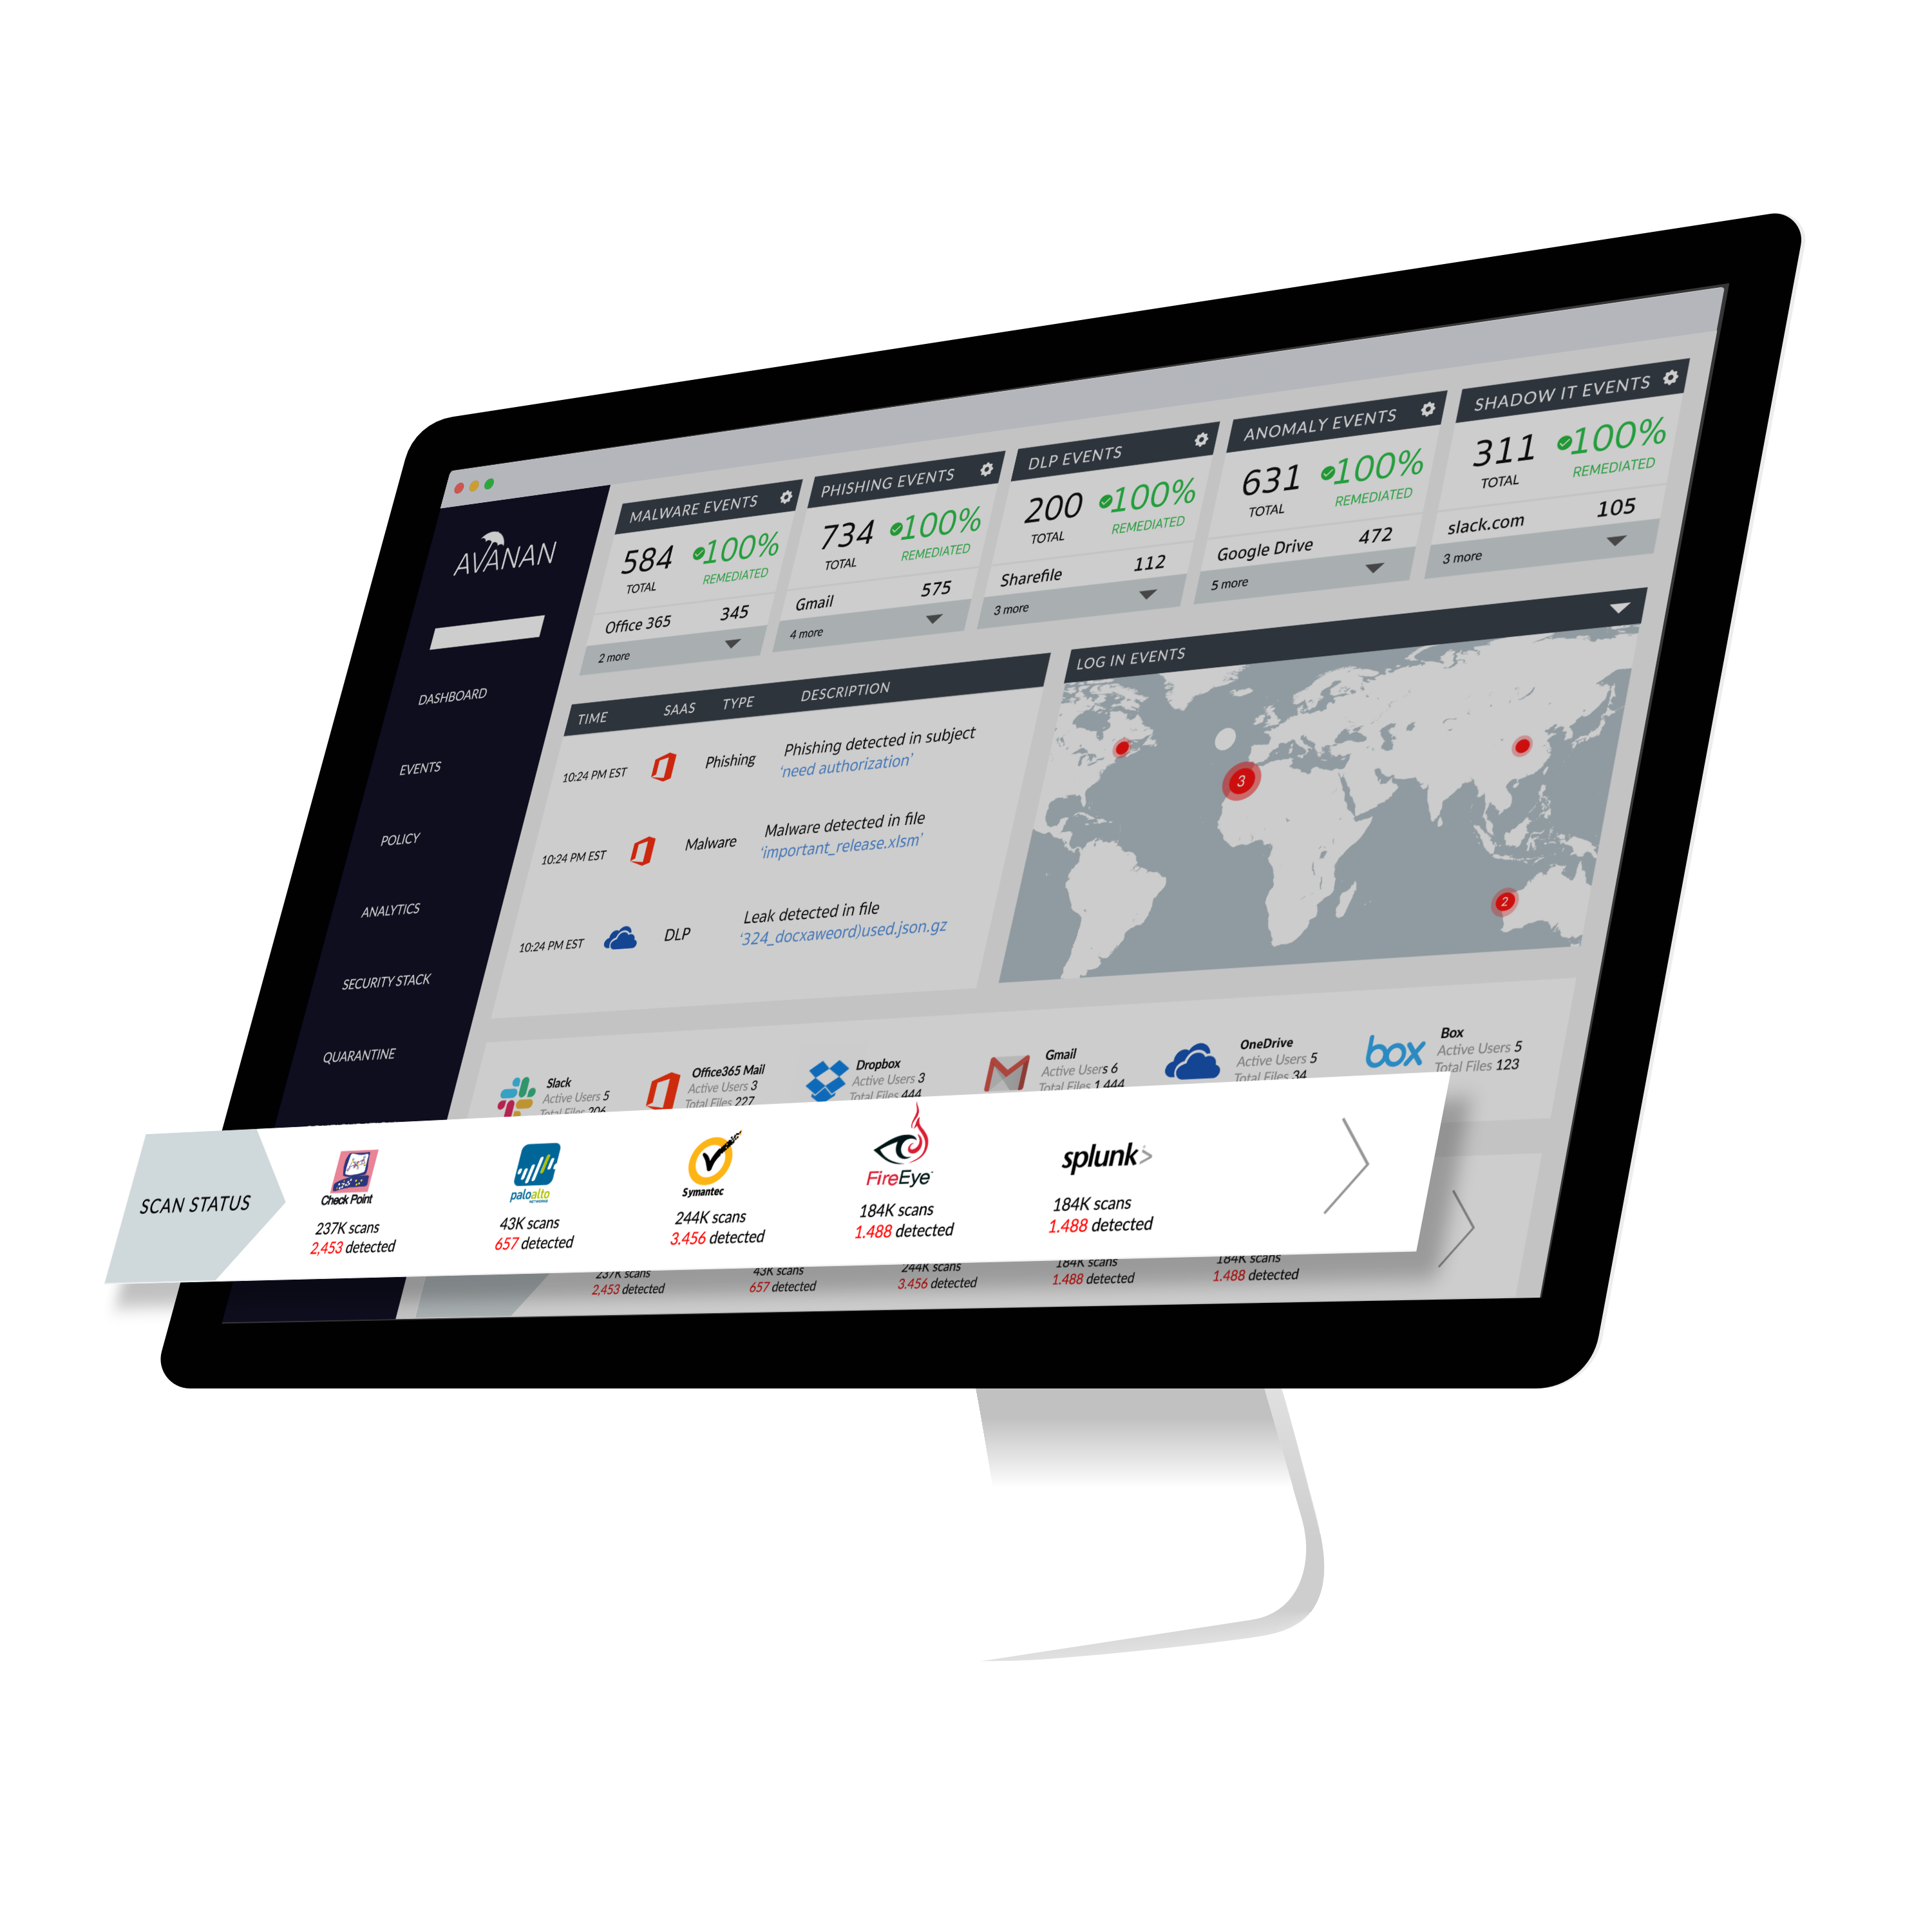 AVANAN
DASHBOARD
EVENTS
POLICY
ANALYTICS
SECURITY STACK
QUARANTINE
MALWARE EVENTS
584
TOTAL
100%
REMEDIATED
Office 365 345
2 more
PHISHING EVENTS
734
TOTAL
100%
REMEDIATED
Gmail 575
4 more
DLP EVENTS
200
TOTAL
100%
REMEDIATED
Sharefile 112
3 more
ANOMALY EVENTS
631
TOTAL
100%
REMEDIATED
Google Drive 472
5 more
SHADOW IT EVENTS
311
TOTAL
100%
REMEDIATED
slack.com 105
3 more
TIME SAAS TYPE DESCRIPTION
10:24 PM EST Phishing Phishing detected in subject
‘need authorization’
10:24 PM EST Malware Malware detected in file
‘important_release.xlsm’
10:24 PM EST DLP Leak detected in file
‘324_docxaweord)used.json.gz
LOG IN EVENTS
3
2
Slack
Active Users 5
Total Files 206
Office365 Mail
Active Users 3
Total Files 227
Dropbox
Active Users 3
Total Files 444
Gmail
Active Users 6
Total Files 1,444
OneDrive
Active Users 5
Total Files 34
box
Box
Active Users 5
Total Files 123
SCAN STATUS
Check Point
237K scans
2,453 detected
paloalto
NETWORKS
43K scans
657 detected
Symantec
244K scans
3.456 detected
FireEye
184K scans
1.488 detected
splunk>
184K scans
1.488 detected
237K scans
2,453 detected
43K scans
657 detected
244K scans
3.456 detected
184K scans
1.488 detected
184K scans
1.488 detected